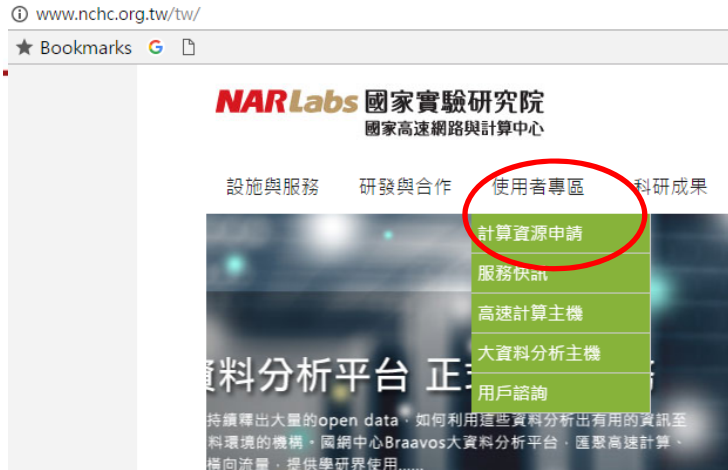 www.nchc.org.tw/tw/
Bookmarks
NARLabs 國家實驗研究院
國家高速網路與計算中心
設施與服務 研發與合作 使用者專區 科研成果
計算資源申請
服務快訊
高速計算主機
大資料分析主機
用戶諮詢
資料分析平台 正
持續釋出大量的open data，如何利用這些資料分析出有用的資訊至
料環境的機構。國網中心Braavos大資料分析平台，匯聚高速計算、
橫向流量，提供學研界使用......